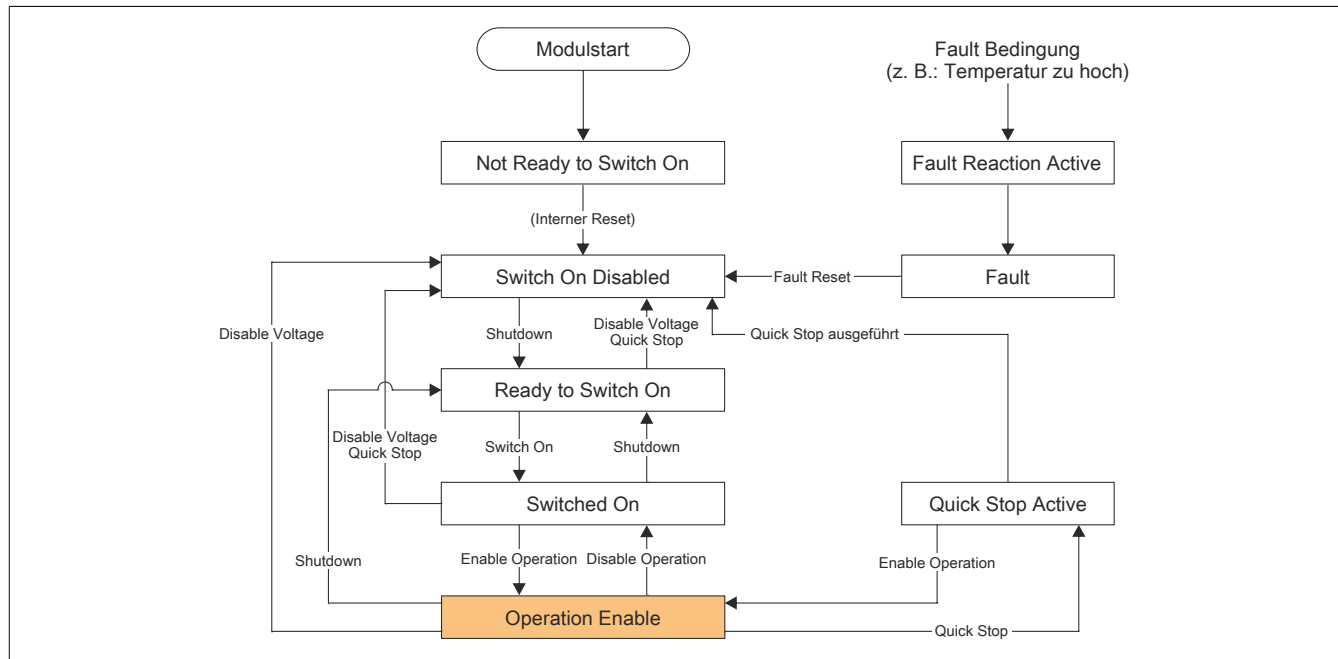 Modulstart
Fault Bedingung
(z. B.: Temperatur zu hoch)
Not Ready to Switch On
Fault Reaction Active
(Interner Reset)
Switch On Disabled
Fault Reset
Fault
Disable Voltage
Shutdown
Disable Voltage
Quick Stop
Quick Stop ausgeführt
Ready to Switch On
Disable Voltage
Quick Stop
Switch On
Shutdown
Switched On
Quick Stop Active
Shutdown
Enable Operation
Disable Operation
Enable Operation
Operation Enable
Quick Stop